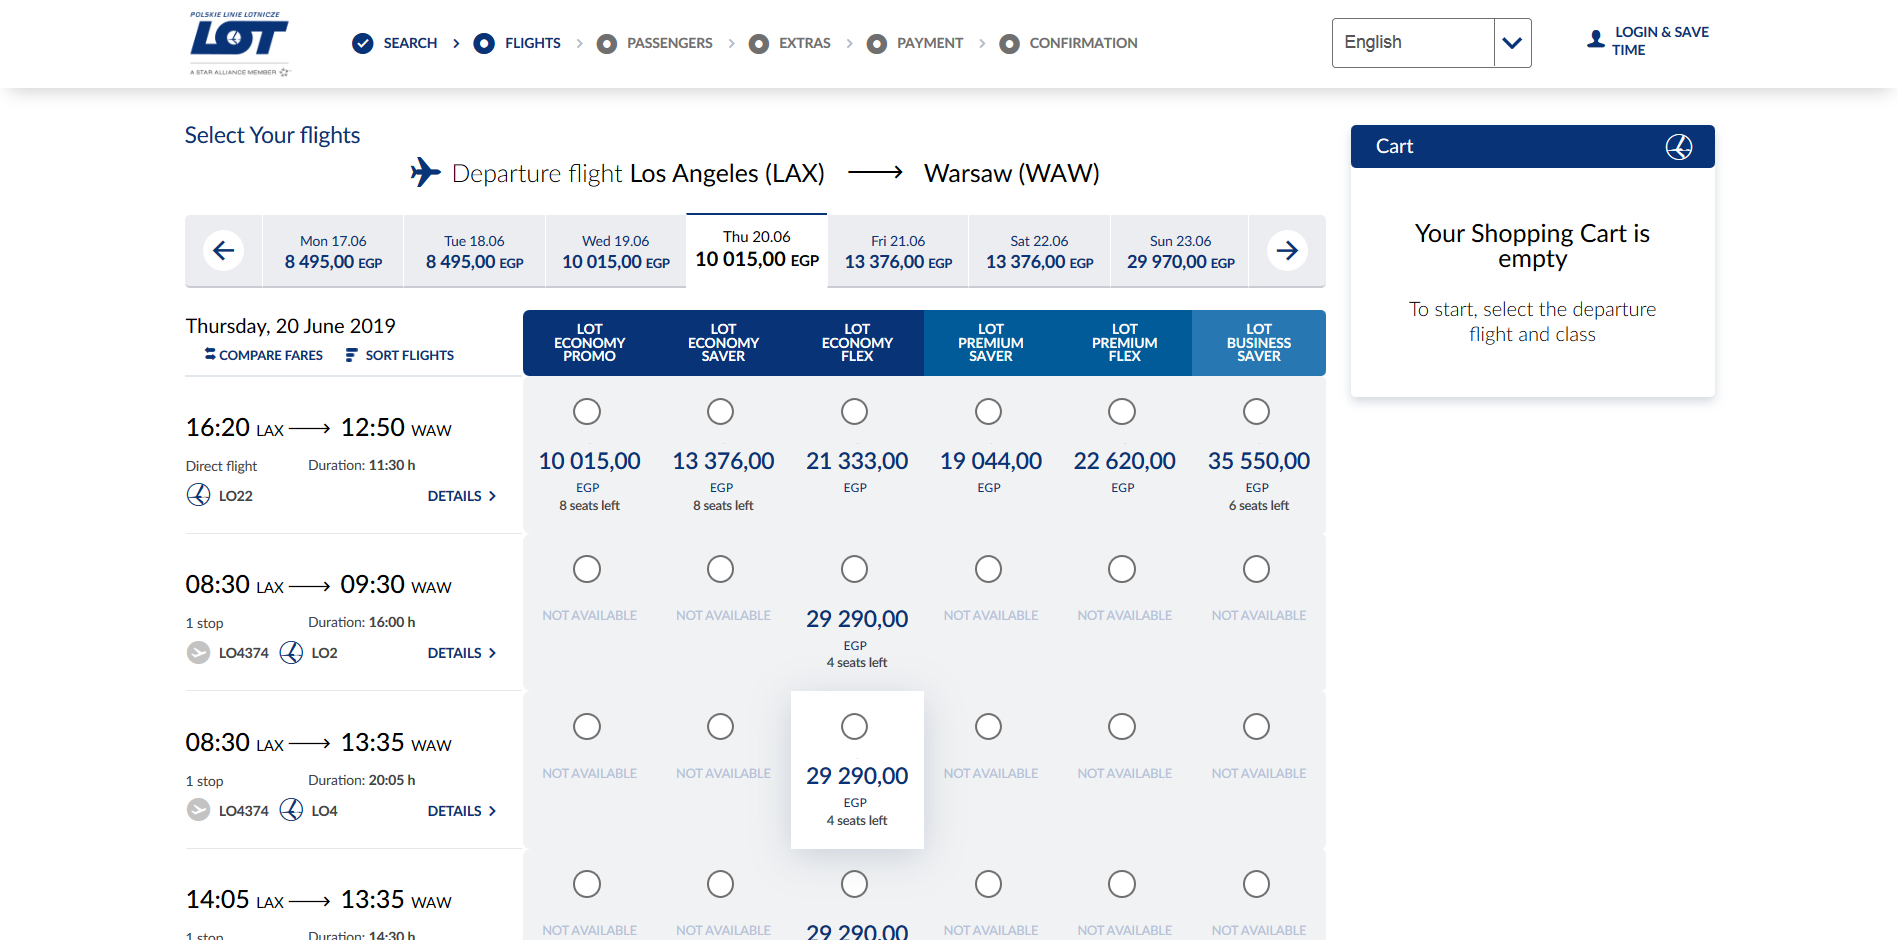 POLSKIE LINIE LOTNICZE
LOT
A STAR ALLIANCE MEMBER
SEARCH
FLIGHTS
PASSENGERS
EXTRAS
PAYMENT
CONFIRMATION
English
LOGIN & SAVE
TIME
Select Your flights
Departure flight Los Angeles (LAX) Warsaw (WAW)
Mon 17.06
8 495,00 EGP
Tue 18.06
8 495,00 EGP
Wed 19.06
10 015,00 EGP
Thu 20.06
10 015,00 EGP
Fri 21.06
13 376,00 EGP
Sat 22.06
13 376,00 EGP
Sun 23.06
29 970,00 EGP
Cart
Your Shopping Cart is
empty
To start, select the departure
flight and class
Thursday, 20 June 2019
COMPARE FARES
SORT FLIGHTS
LOT
ECONOMY
PROMO
LOT
ECONOMY
SAVER
LOT
ECONOMY
FLEX
LOT
PREMIUM
SAVER
LOT
PREMIUM
FLEX
LOT
BUSINESS
SAVER
16:20 LAX 12:50 WAW
Direct flight
Duration: 11:30 h
LO22
DETAILS
10 015,00
EGP
8 seats left
13 376,00
EGP
8 seats left
21 333,00
EGP
19 044,00
EGP
22 620,00
EGP
35 550,00
EGP
6 seats left
08:30 LAX 09:30 WAW
1 stop
Duration: 16:00 h
LO4374
LO2
DETAILS
NOT AVAILABLE
NOT AVAILABLE
29 290,00
EGP
4 seats left
NOT AVAILABLE
NOT AVAILABLE
NOT AVAILABLE
08:30 LAX 13:35 WAW
1 stop
Duration: 20:05 h
LO4374
LO4
DETAILS
NOT AVAILABLE
NOT AVAILABLE
29 290,00
EGP
4 seats left
NOT AVAILABLE
NOT AVAILABLE
NOT AVAILABLE
14:05 LAX 13:35 WAW
1 stop
Duration: 14:30 h
NOT AVAILABLE
NOT AVAILABLE
29 290,00
NOT AVAILABLE
NOT AVAILABLE
NOT AVAILABLE